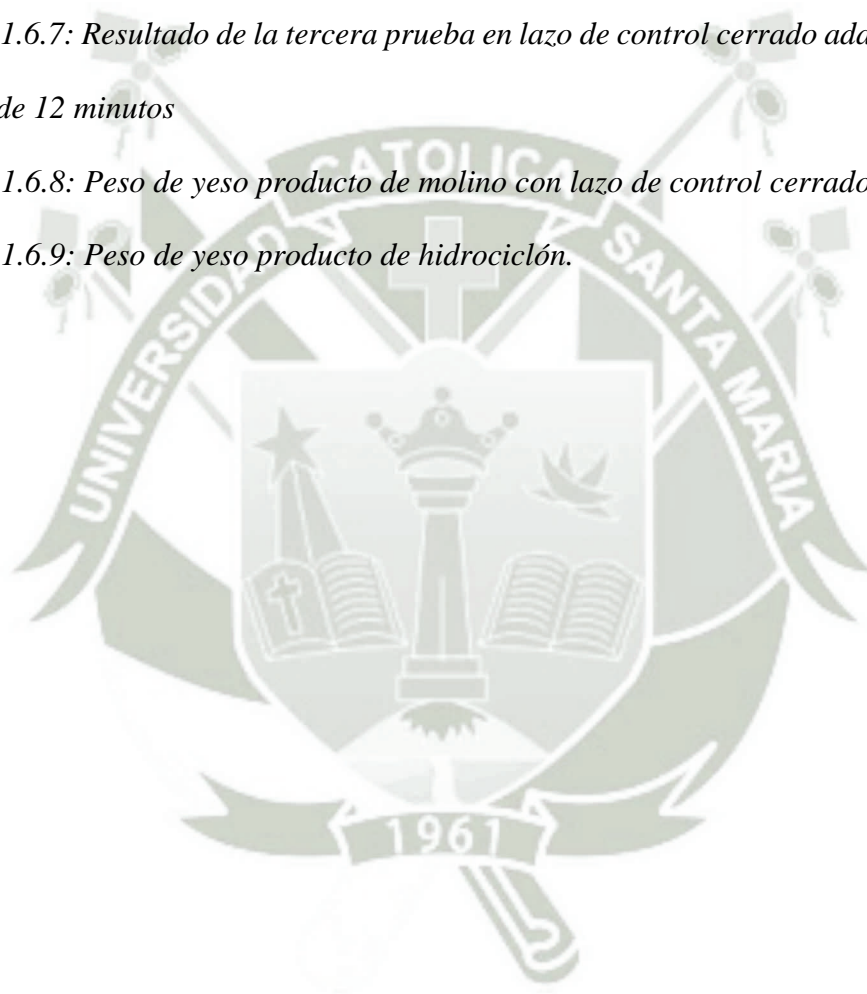 1.6.7: Resultado de la tercera prueba en lazo de control cerrado
de 12 minutos
1.6.8: Peso de yeso producto de molino con lazo de control cerrado
1.6.9: Peso de yeso producto de hidrociclón.
UNIVERSIDAD CATOLICA SANTA MARIA
1961